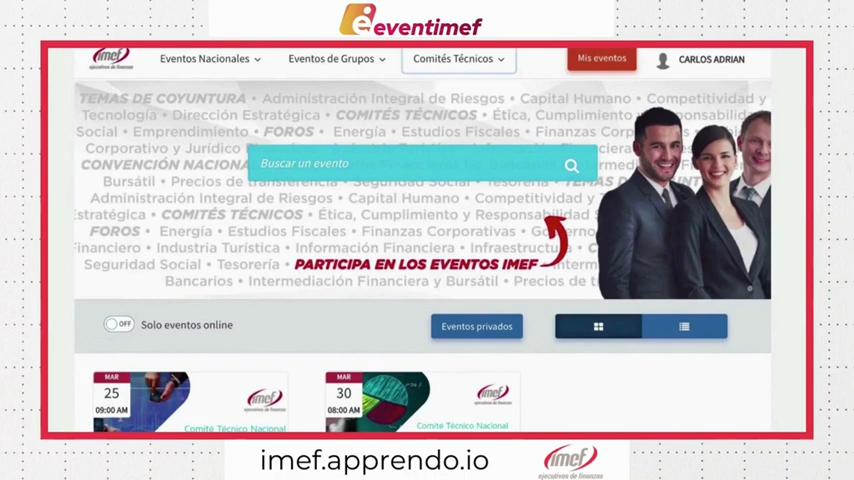 eventimef
imef
ejecutivos de finanzas
Eventos Nacionales
Eventos de Grupos
Comités Técnicos
Mis eventos
CARLOS ADRIAN
TEMAS DE COYUNTURA • Administración Integral de Riesgos • Capital Humano • Competitividad y
Tecnología • Dirección Estratégica • COMITÉS TÉCNICOS • Ética, Cumplimiento y
Social • Emprendimiento • FOROS • Energía • Estudios Fiscales • Finanzas
Corporativo y Jurídico
CONVENCIÓN NACIONA
Buscar un evento
Bursátil • Precios de transferencia • Seguridad Social • Tesorería •
Administración Integral de Riesgos • Capital Humano • Competitividad y
Estratégica • COMITÉS TÉCNICOS • Ética, Cumplimiento y Responsabilidad
FOROS • Energía • Estudios Fiscales • Finanzas Corporativas •
Financiero • Industria Turística • Información Financiera •
Seguridad Social • Tesorería • PARTICIPA EN LOS EVENTOS IMEF
Bancarios • Intermediación Financiera y Bursátil • Precios de
OFF
Solo eventos online
Eventos privados
MAR
25
09:00 AM
imef
ejecutivos de finanzas
Comité Técnico Nacional
MAR
30
08:00 AM
imef
ejecutivos de finanzas
Comité Técnico Nacional
imef.apprendo.io
imef
ejecutivos de finanzas